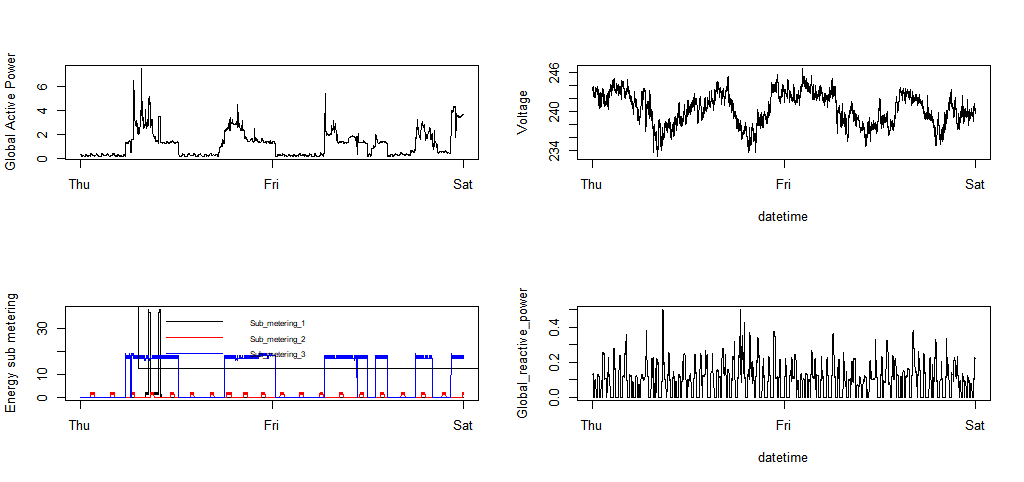 Global Active Power
6
4
2
0
Thu
Fri
Sat
Voltage
246
240
234
Thu
Fri
Sat
datetime
Energy sub metering
30
10
0
Thu
Fri
Sat
Sub_metering_1
Sub_metering_2
Sub_metering_3
Global_reactive_power
0.4
0.2
0.0
Thu
Fri
Sat
datetime